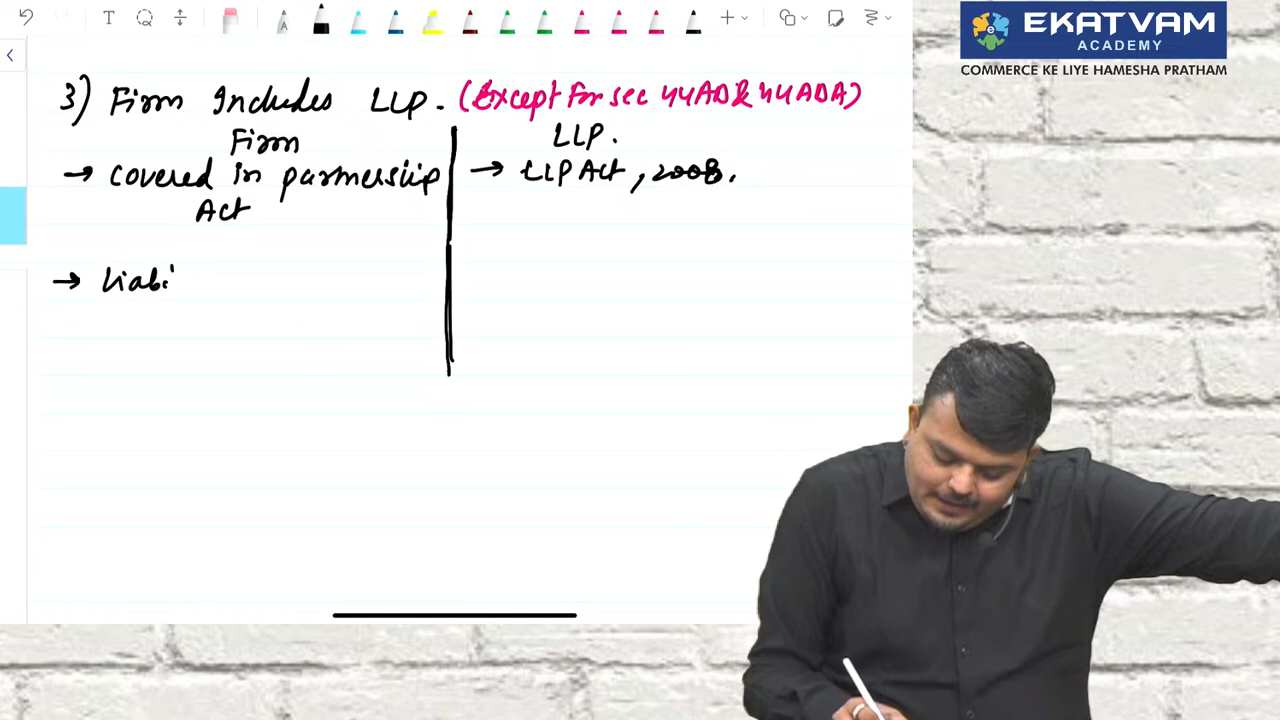 EKATVAM
ACADEMY
COMMERCE KE LIYE HAMESHA PRATHAM
3) Firm Includes LLP. (Except For sec 44AD & 44ADA)
Firm
LLP.
→ Covered in partnership
Act
→ LLP Act, 2008.
→ Liabi